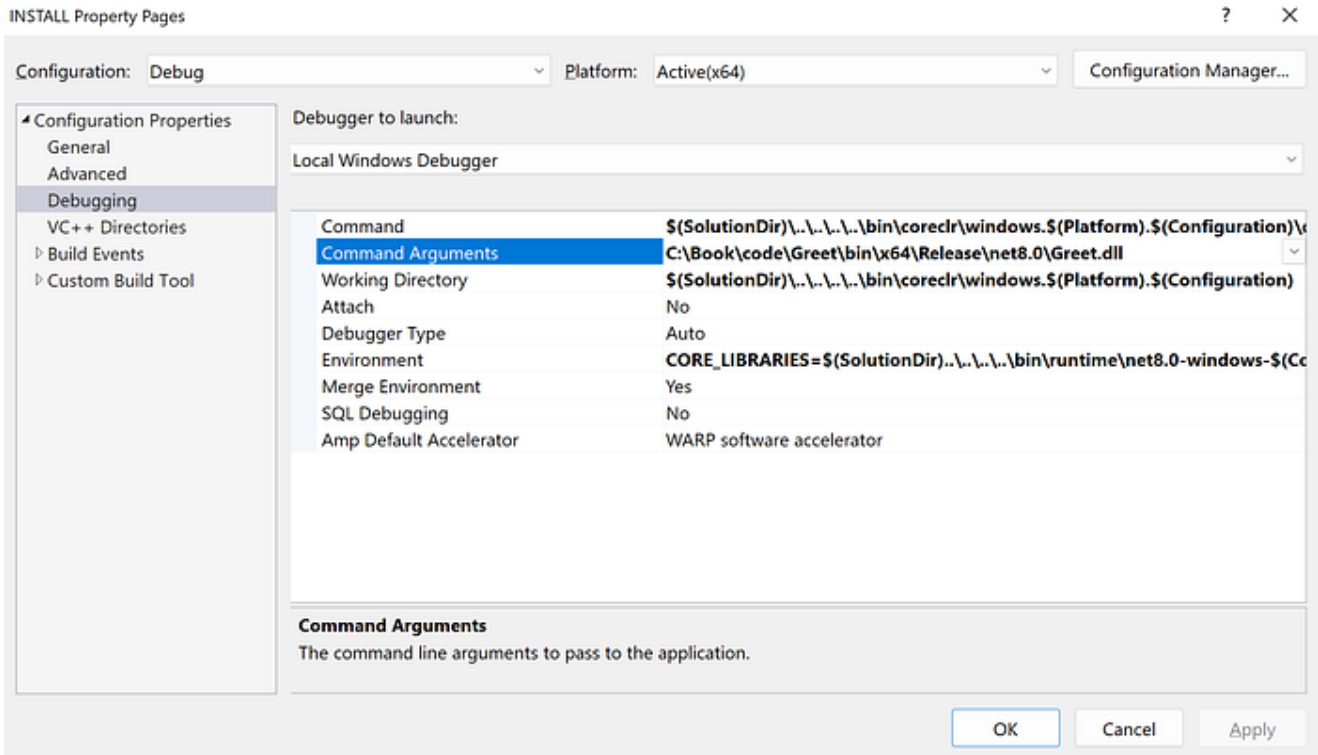 INSTALL Property Pages ? ×
Configuration: Debug Platform: Active(x64) Configuration Manager...
Configuration Properties
General
Advanced
Debugging
VC++ Directories
Build Events
Custom Build Tool
Debugger to launch:
Local Windows Debugger
Command $(SolutionDir)\..\..\..\..\bin\coreclr\windows.$(Platform).$(Configuration)\
Command Arguments C:\Book\code\Greet\bin\x64\Release\net8.0\Greet.dll
Working Directory $(SolutionDir)\..\..\..\..\bin\coreclr\windows.$(Platform).$(Configuration)
Attach No
Debugger Type Auto
Environment CORE_LIBRARIES=$(SolutionDir)..\..\..\..\bin\runtime\net8.0-windows-$(Co
Merge Environment Yes
SQL Debugging No
Amp Default Accelerator WARP software accelerator
Command Arguments
The command line arguments to pass to the application.
OK Cancel Apply